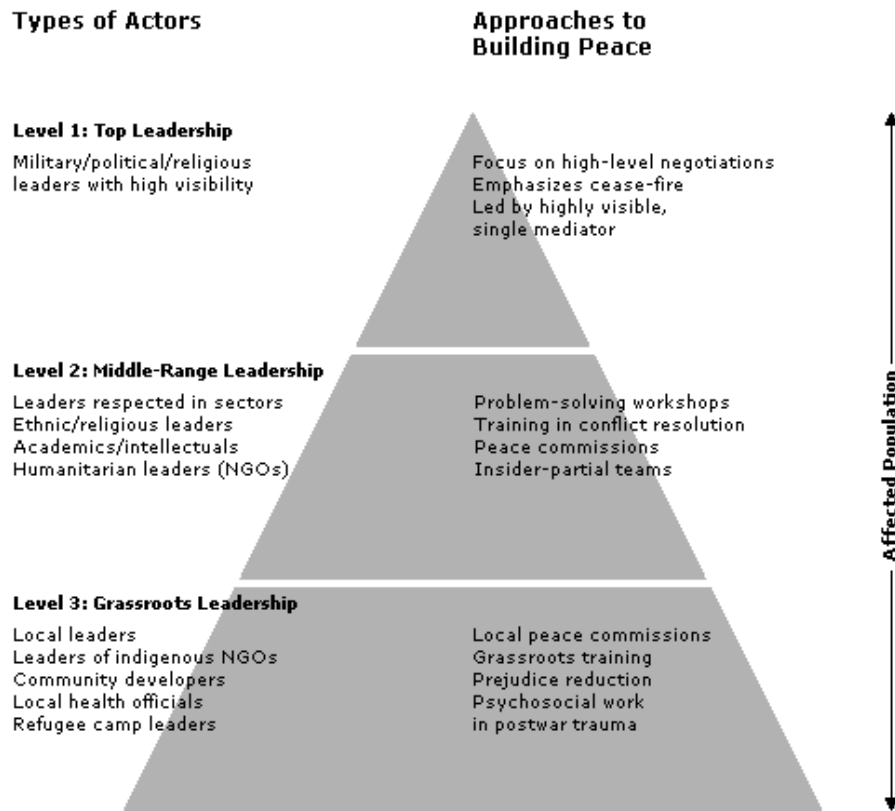 Types of Actors
Approaches to
Building Peace
Level 1: Top Leadership
Military/political/religious
leaders with high visibility
Focus on high-level negotiations
Emphasizes cease-fire
Led by highly visible,
single mediator
Level 2: Middle-Range Leadership
Leaders respected in sectors
Ethnic/religious leaders
Academics/intellectuals
Humanitarian leaders (NGOs)
Problem-solving workshops
Training in conflict resolution
Peace commissions
Insider-partial teams
Level 3: Grassroots Leadership
Local leaders
Leaders of indigenous NGOs
Community developers
Local health officials
Refugee camp leaders
Local peace commissions
Grassroots training
Prejudice reduction
Psychosocial work
in postwar trauma
Affected Population